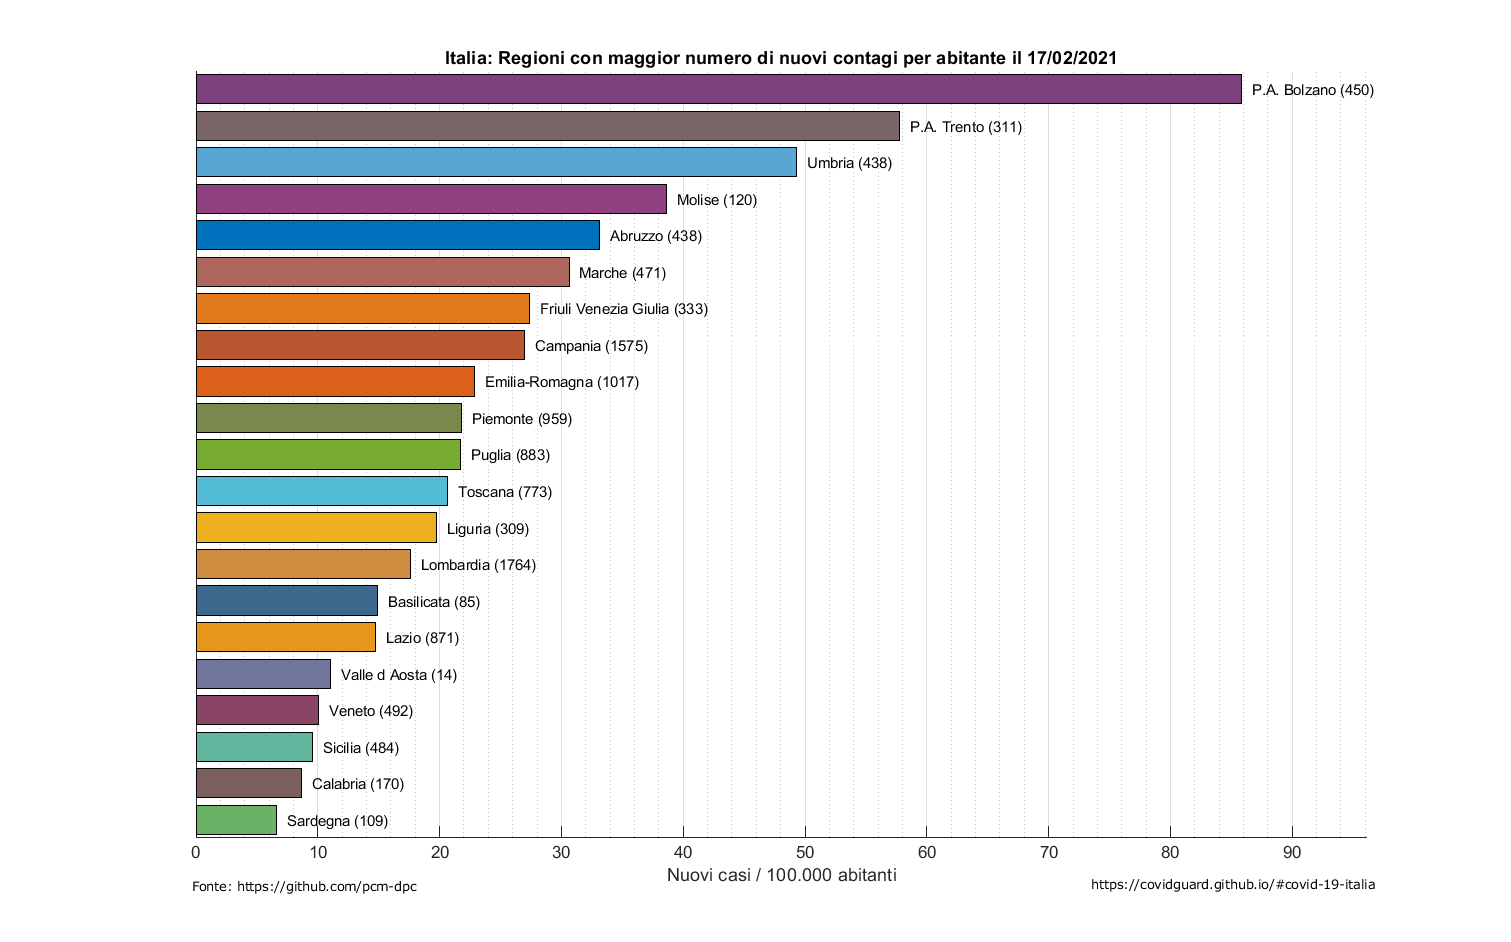 Italia: Regioni con maggior numero di nuovi contagi per abitante il 17/02/2021
P.A. Bolzano (450)
P.A. Trento (311)
Umbria (438)
Molise (120)
Abruzzo (438)
Marche (471)
Friuli Venezia Giulia (333)
Campania (1575)
Emilia-Romagna (1017)
Piemonte (959)
Puglia (883)
Toscana (773)
Liguria (309)
Lombardia (1764)
Basilicata (85)
Lazio (871)
Valle d Aosta (14)
Veneto (492)
Sicilia (484)
Calabria (170)
Sardegna (109)
0 10 20 30 40 50 60 70 80 90
Nuovi casi / 100.000 abitanti
Fonte: https://github.com/pcm-dpc
https://covidguard.github.io/#covid-19-italia